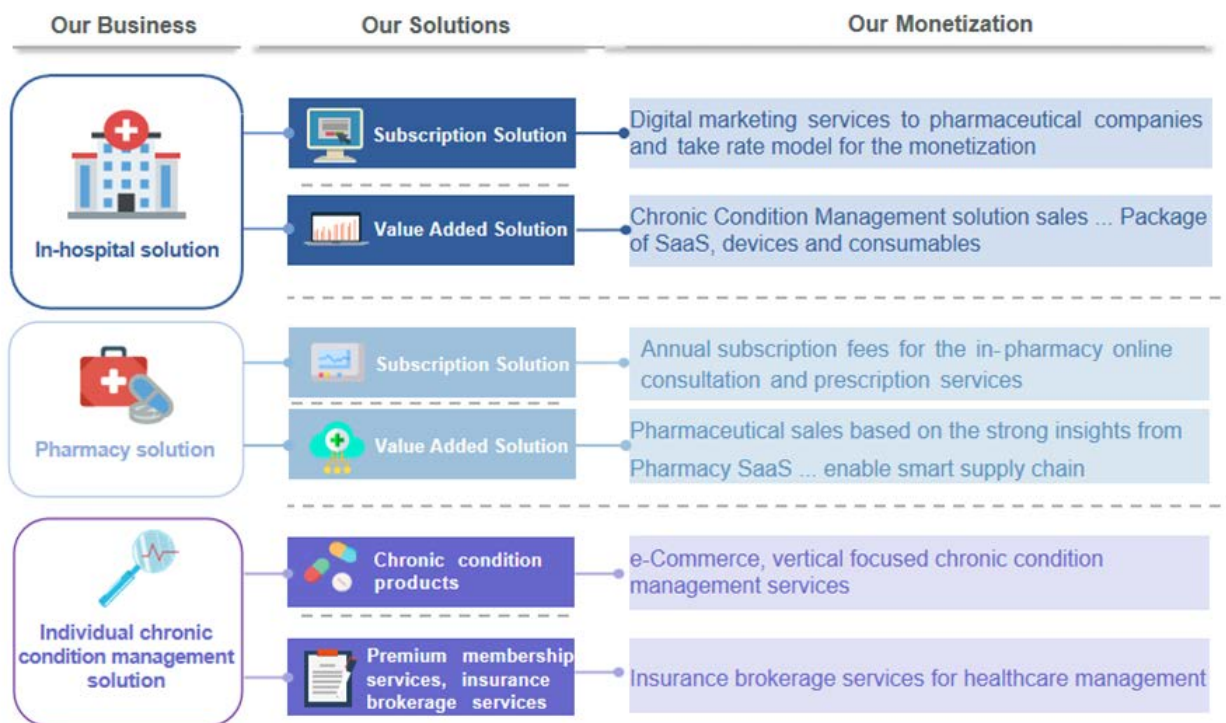 Our Business
Our Solutions
Our Monetization
In-hospital solution
Subscription Solution
Digital marketing services to pharmaceutical companies
and take rate model for the monetization
Value Added Solution
Chronic Condition Management solution sales ... Package
of SaaS, devices and consumables
Pharmacy solution
Subscription Solution
Annual subscription fees for the in-pharmacy online
consultation and prescription services
Value Added Solution
Pharmaceutical sales based on the strong insights from
Pharmacy SaaS ... enable smart supply chain
Individual chronic
condition management
solution
Chronic condition
products
e-Commerce, vertical focused chronic condition
management services
Premium membership
services, insurance
brokerage services
Insurance brokerage services for healthcare management